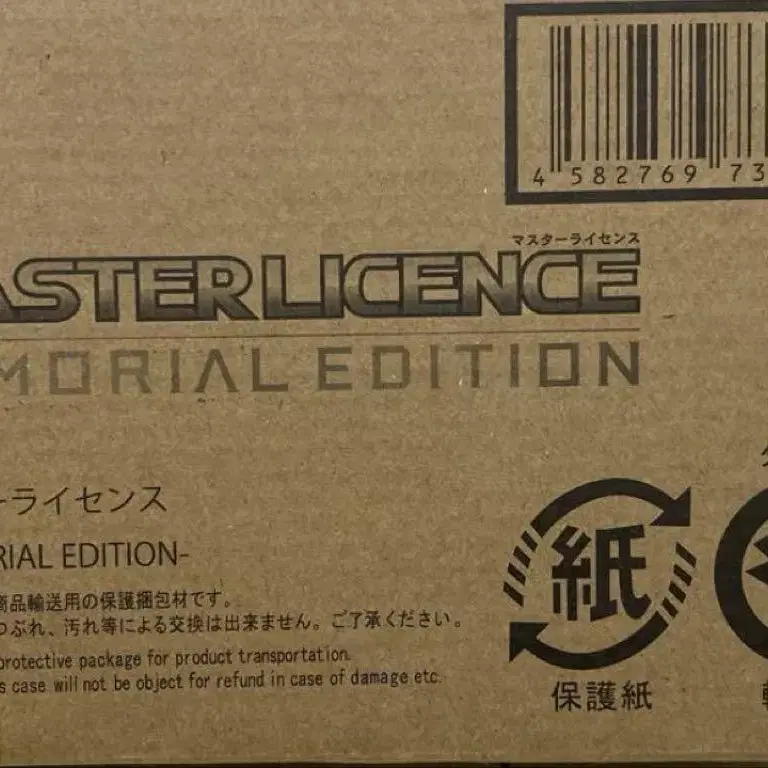 4 582769 73
マスターライセンス
ASTER LICENCE
MORIAL EDITION
ーライセンス
RIAL EDITION-
商品輸送用の保護梱包材です。
つぶれ、汚れ等による交換は出来ません。ご了承ください。
protective package for product transportation.
s case will not be object for refund in case of damage etc.
紙
保護紙